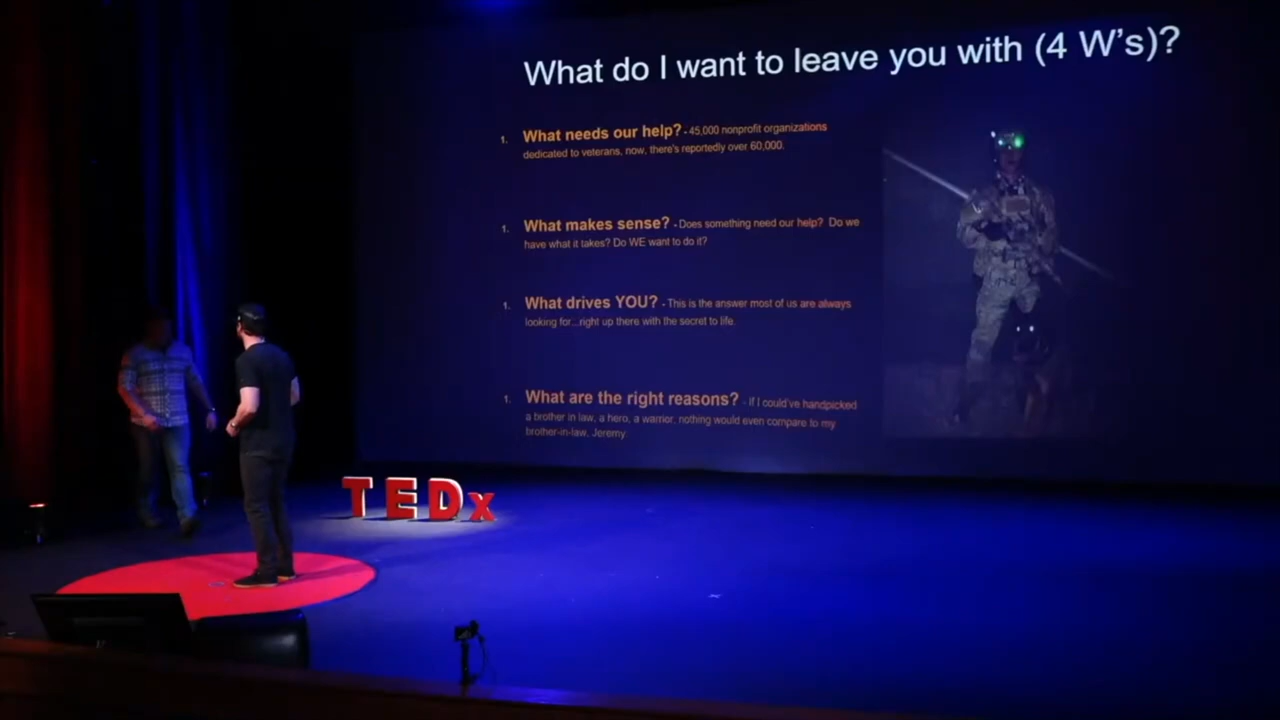 What do I want to leave you with (4 W's)?
1. What needs our help? - 45,000 nonprofit organizations
dedicated to veterans, now, there's reportedly over 60,000.
1. What makes sense? - Does something need our help? Do we
have what it takes? Do WE want to do it?
1. What drives YOU? - This is the answer most of us are always
looking for...right up there with the secret to life.
1. What are the right reasons? - If I could've handpicked
a brother in law, a hero, a warrior, nothing would even compare to my
brother-in-law, Jeremy
TEDx